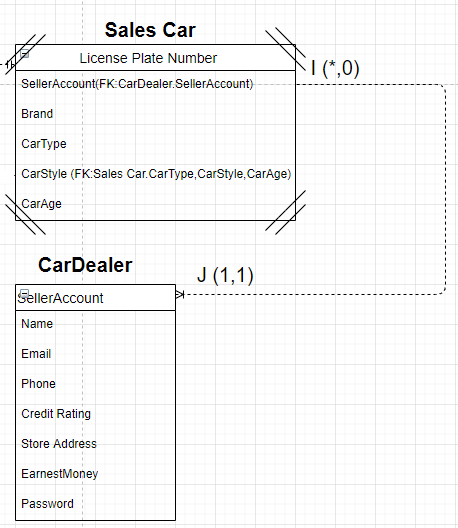 Sales Car
License Plate Number
I (*,0)
SellerAccount(FK:CarDealer.SellerAccount)
Brand
CarType
CarStyle (FK:Sales Car.CarType,CarStyle,CarAge)
CarAge
CarDealer
J (1,1)
SellerAccount
Name
Email
Phone
Credit Rating
Store Address
EarnestMoney
Password